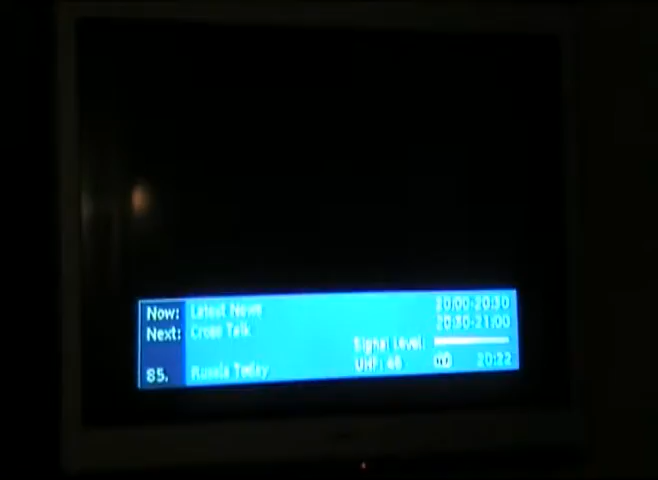 Now: Latest News 20:00-20:30
Next: Cross Talk 20:30-21:00
Signal Level:
85. Russia Today UHF: 46 20:22